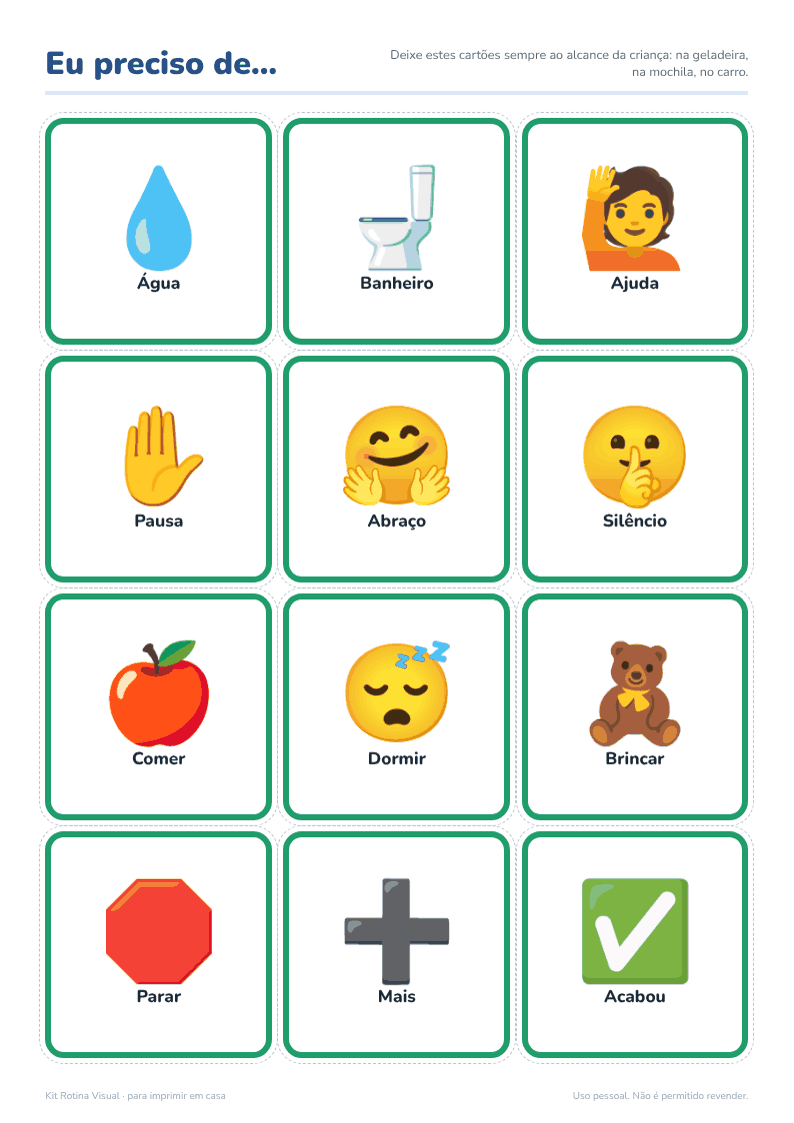 Eu preciso de...
Deixe estes cartões sempre ao alcance da criança: na geladeira,
na mochila, no carro.
Água
Banheiro
Ajuda
Pausa
Abraço
Silêncio
Comer
Dormir
Brincar
Parar
Mais
Acabou
Kit Rotina Visual · para imprimir em casa
Uso pessoal. Não é permitido revender.